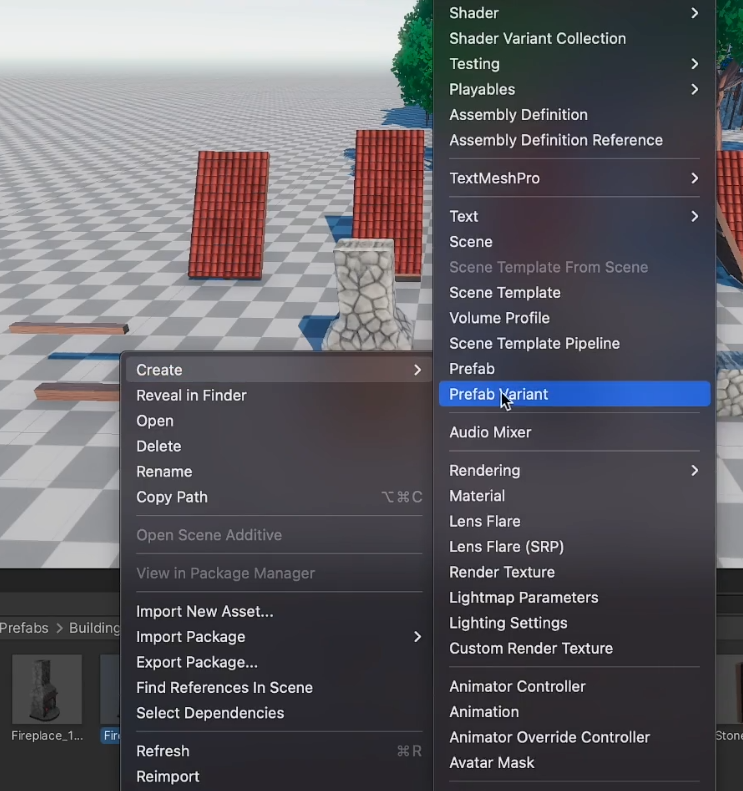 Shader
Shader Variant Collection
Testing
Playables
Assembly Definition
Assembly Definition Reference
TextMeshPro
Text
Scene
Scene Template From Scene
Scene Template
Volume Profile
Scene Template Pipeline
Prefab
Prefab Variant
Audio Mixer
Rendering
Material
Lens Flare
Lens Flare (SRP)
Render Texture
Lightmap Parameters
Lighting Settings
Custom Render Texture
Animator Controller
Animation
Animator Override Controller
Avatar Mask
Create
Reveal in Finder
Open
Delete
Rename
Copy Path ⌥⌘C
Open Scene Additive
View in Package Manager
Import New Asset...
Import Package
Export Package...
Find References In Scene
Select Dependencies
Refresh ⌘R
Reimport
Prefabs > Building
Fireplace_1...
Fire
Stone